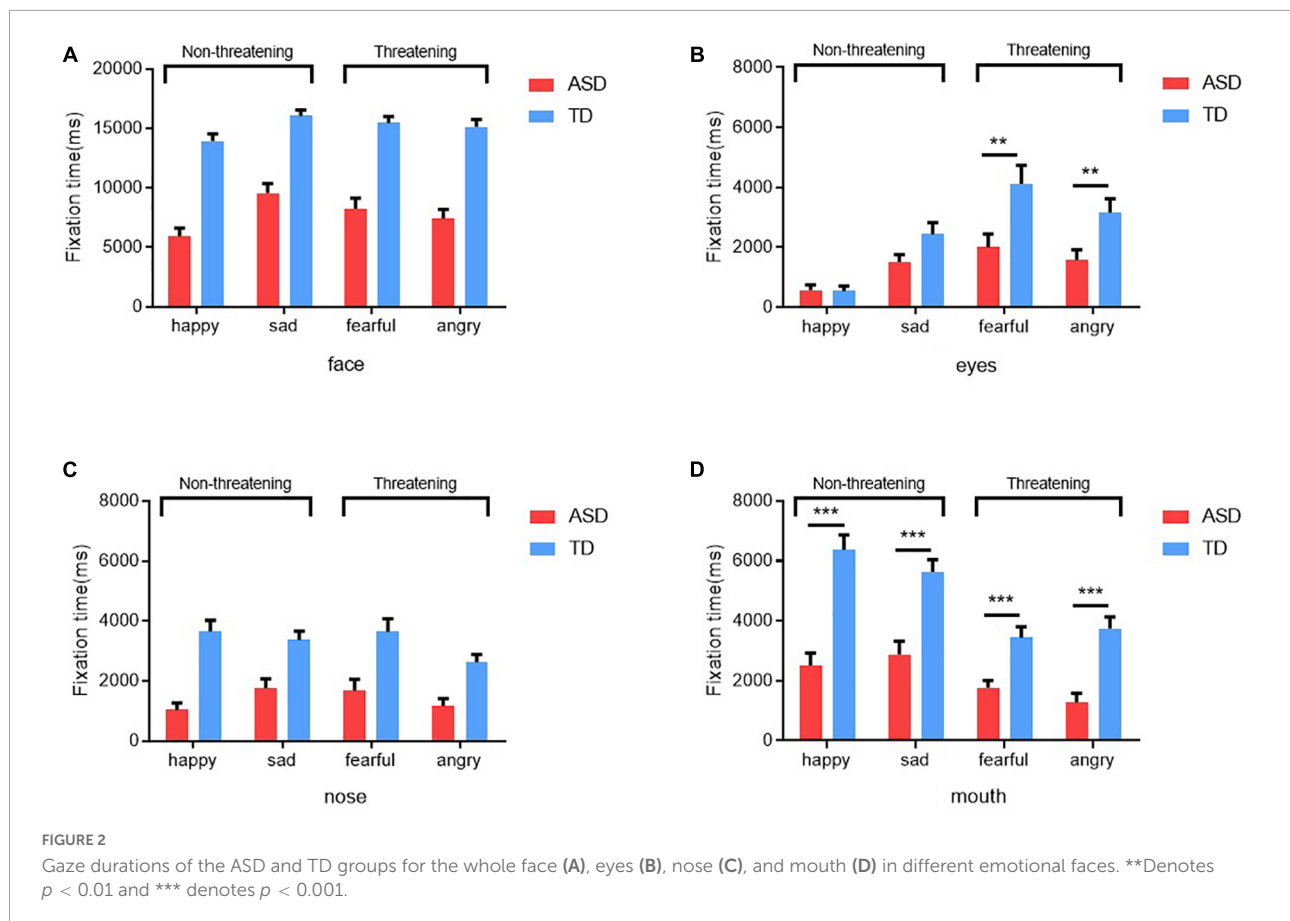 A
Non-threatening Threatening
20000
15000
10000
5000
0
Fixation time(ms)
ASD
TD
happy sad fearful angry
face
B
Non-threatening Threatening
8000
6000
4000
2000
0
Fixation time(ms)
** **
ASD
TD
happy sad fearful angry
eyes
C
Non-threatening Threatening
8000
6000
4000
2000
0
Fixation time(ms)
ASD
TD
happy sad fearful angry
nose
D
Non-threatening Threatening
8000
6000
4000
2000
0
Fixation time(ms)
*** *** *** ***
ASD
TD
happy sad fearful angry
mouth
FIGURE 2
Gaze durations of the ASD and TD groups for the whole face (A), eyes (B), nose (C), and mouth (D) in different emotional faces. **Denotes
p < 0.01 and *** denotes p < 0.001.